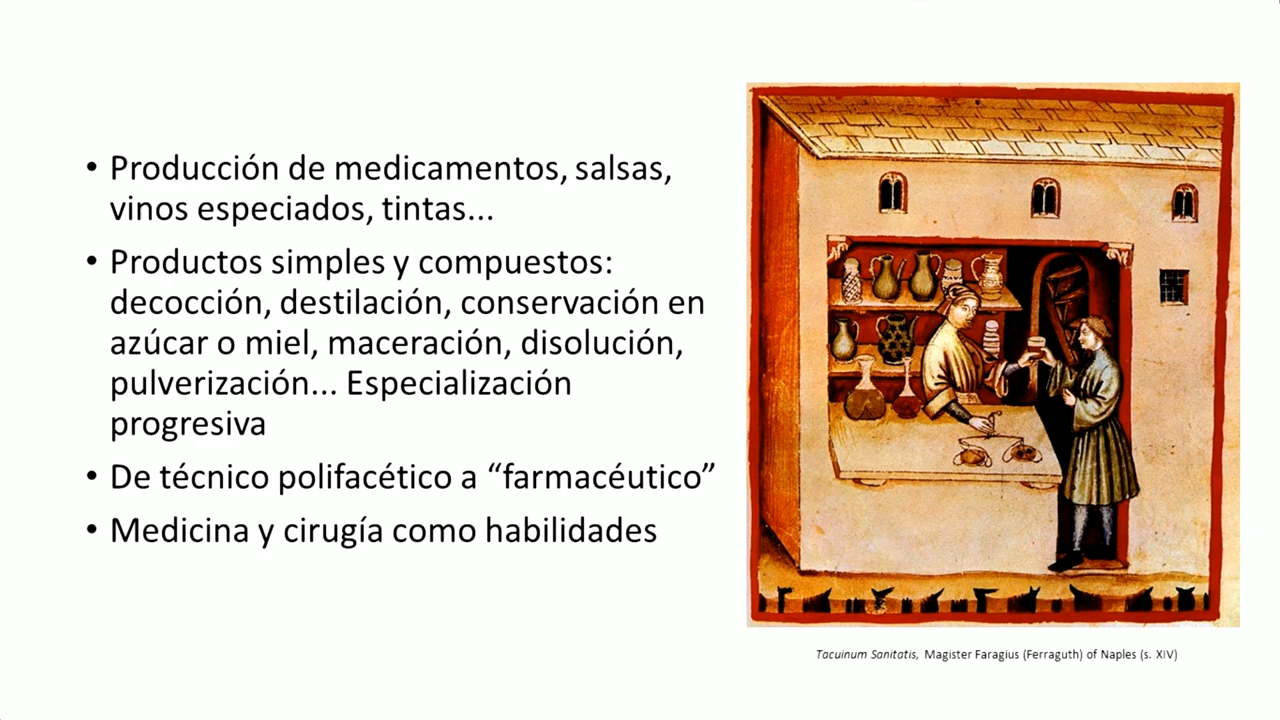 • Producción de medicamentos, salsas,
vinos especiados, tintas...
• Productos simples y compuestos:
decocción, destilación, conservación en
azúcar o miel, maceración, disolución,
pulverización... Especialización
progresiva
• De técnico polifacético a “farmacéutico”
• Medicina y cirugía como habilidades
Tacuinum Sanitatis, Magister Faragius (Ferraguth) of Naples (s. XIV)